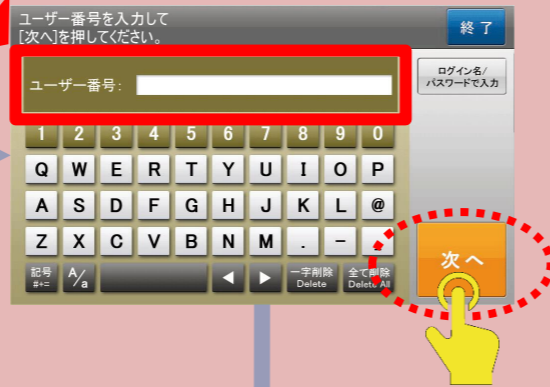 ユーザー番号を入力して
[次へ]を押してください。
終了
ユーザー番号:
ログイン名/
パスワードで入力
1 2 3 4 5 6 7 8 9 0
Q W E R T Y U I O P
A S D F G H J K L @
Z X C V B N M . -
次へ
記号 A/a ◀ ▶ 一字削除 全て削除
#+= Delete Delete All